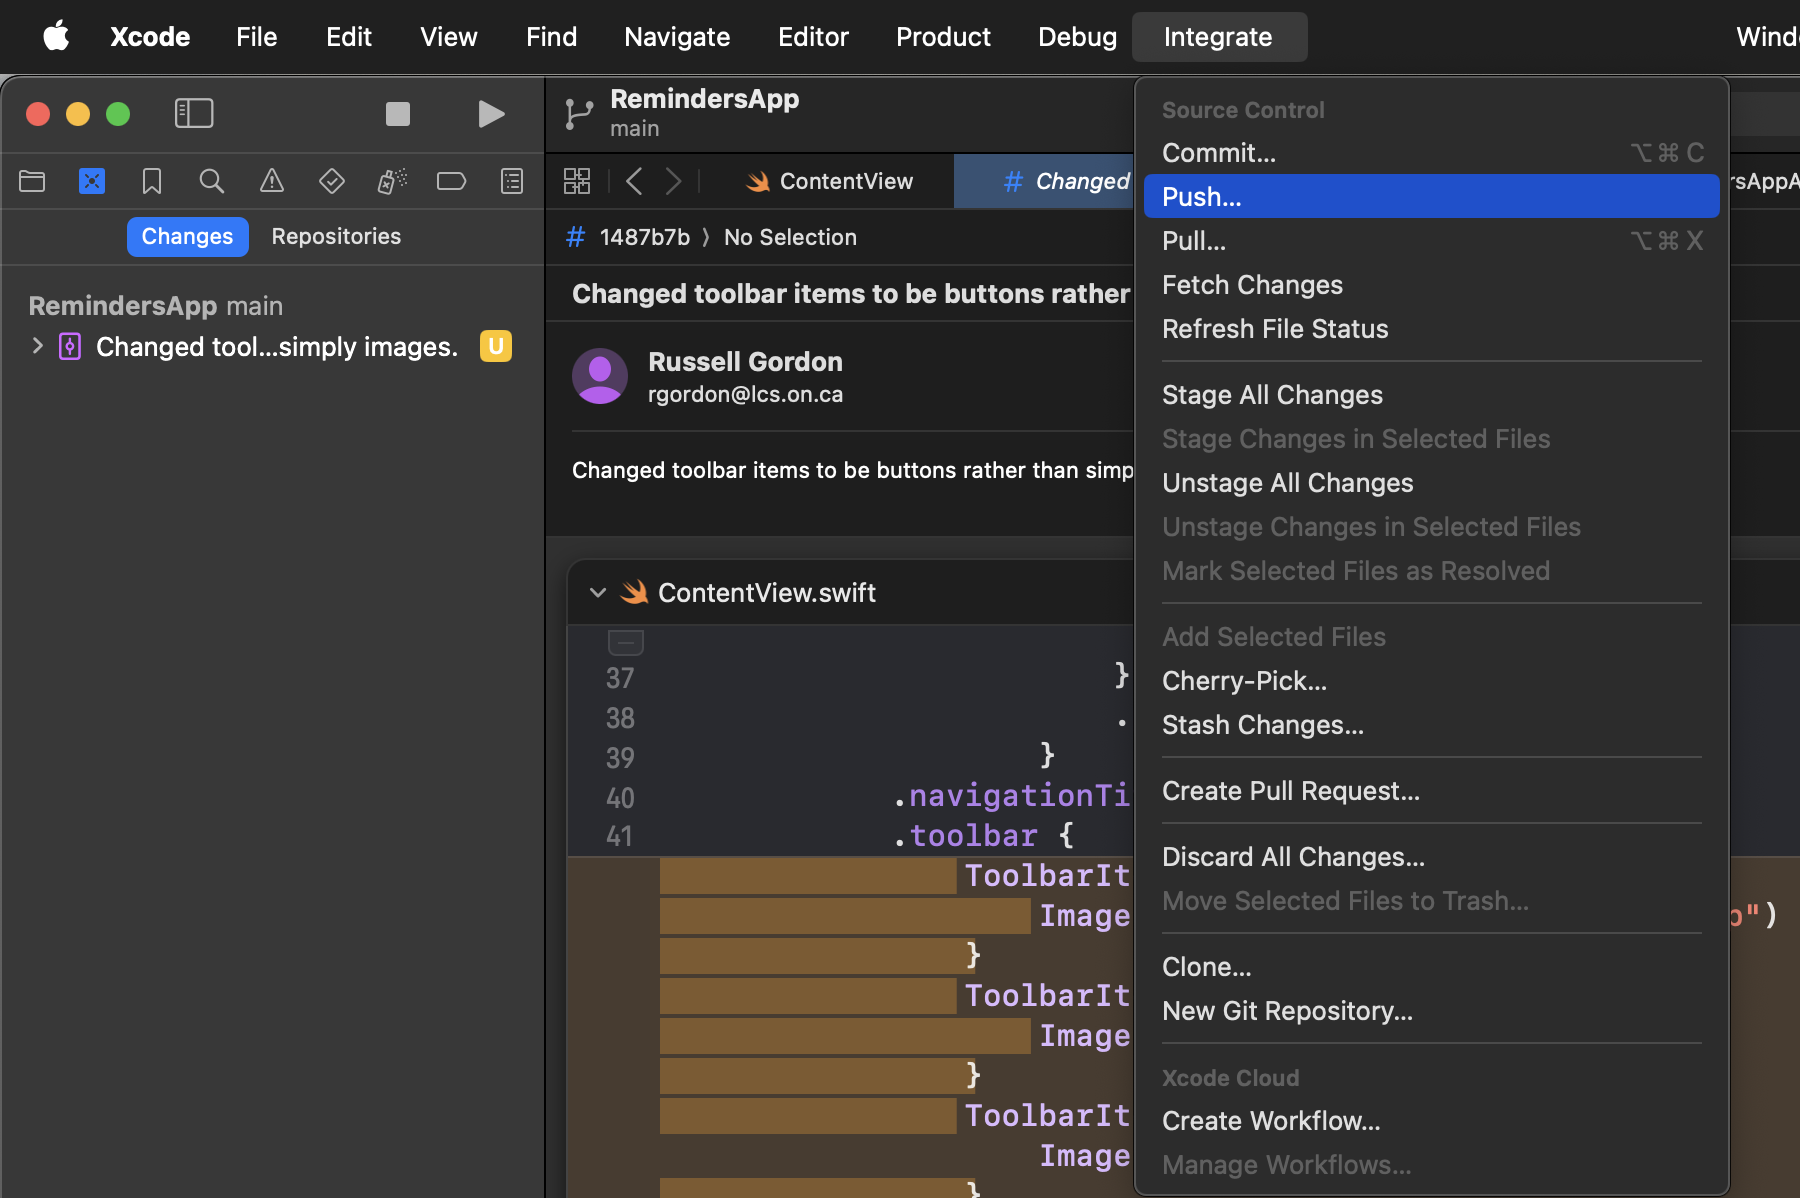 Xcode File Edit View Find Navigate Editor Product Debug Integrate
RemindersApp
main
ContentView # Changed
Changes Repositories
# 1487b7b ⟩ No Selection
RemindersApp main
Changed tool...simply images. U
Changed toolbar items to be buttons rather
Russell Gordon
rgordon@lcs.on.ca
Changed toolbar items to be buttons rather than simp
ContentView.swift
37 }
38 .
39 }
40 .navigationTi
41 .toolbar {
ToolbarIt
Image
}
ToolbarIt
Image
}
ToolbarIt
Image
}
")
Source Control
Commit... ⌥⌘C
Push...
Pull... ⌥⌘X
Fetch Changes
Refresh File Status
Stage All Changes
Stage Changes in Selected Files
Unstage All Changes
Unstage Changes in Selected Files
Mark Selected Files as Resolved
Add Selected Files
Cherry-Pick...
Stash Changes...
Create Pull Request...
Discard All Changes...
Move Selected Files to Trash...
Clone...
New Git Repository...
Xcode Cloud
Create Workflow...
Manage Workflows...